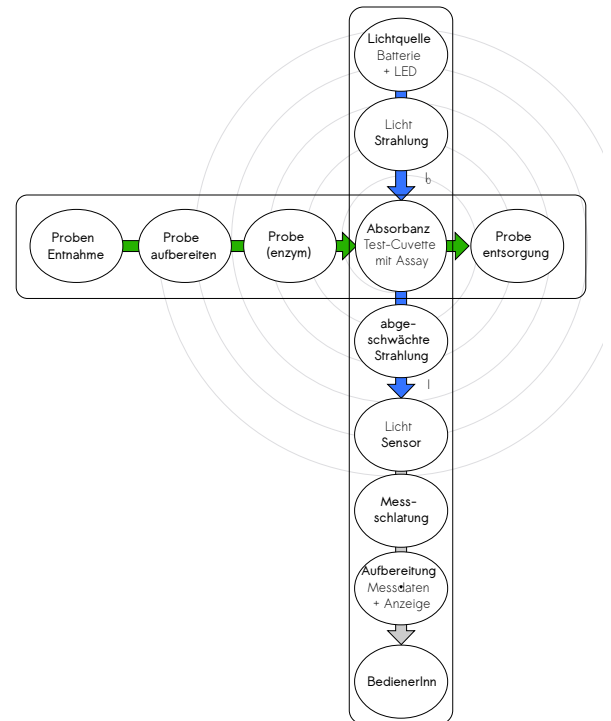 Lichtquelle
Batterie
+ LED
Licht
Strahlung
Proben
Entnahme
Probe
aufbereiten
Probe
(enzym)
Absorbanz
Test-Cuvette
mit Assay
Probe
entsorgung
abge-
schwächte
Strahlung
I
Licht
Sensor
Mess-
schlatung
Aufbereitung
Messdaten
+ Anzeige
BedienerInn